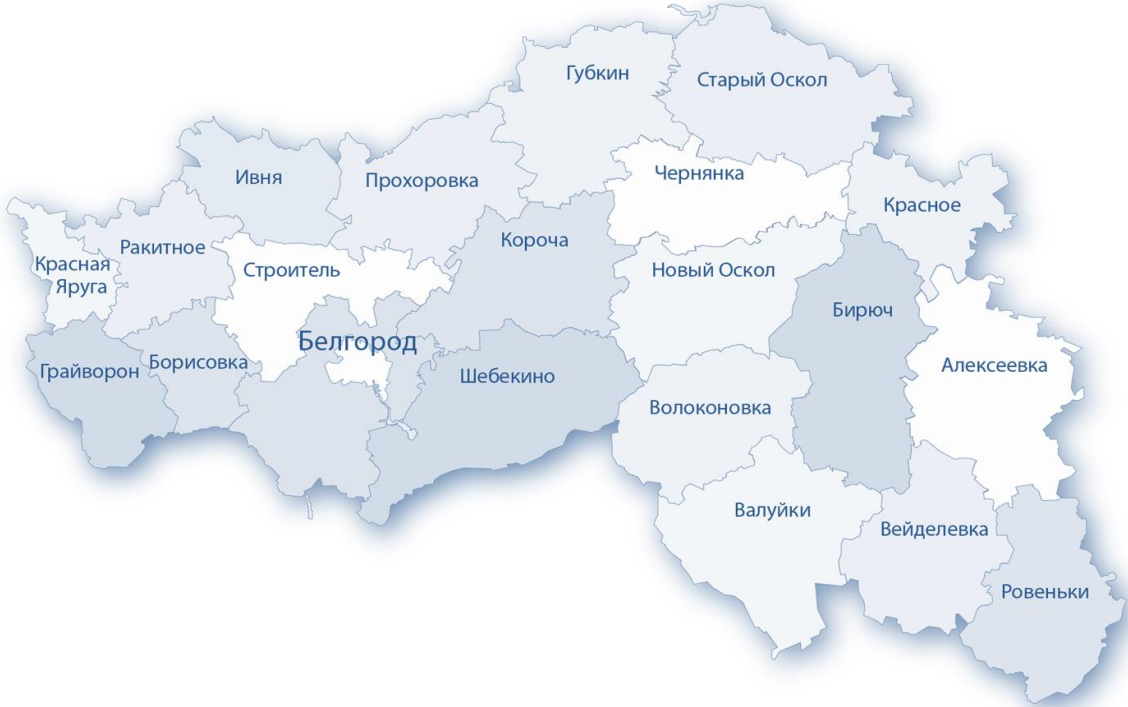 Губкин
Старый Оскол
Ивня
Прохоровка
Чернянка
Красное
Ракитное
Короча
Красная
Яруга
Строитель
Новый Оскол
Бирюч
Белгород
Грайворон
Борисовка
Шебекино
Алексеевка
Волоконовка
Валуйки
Вейделевка
Ровеньки